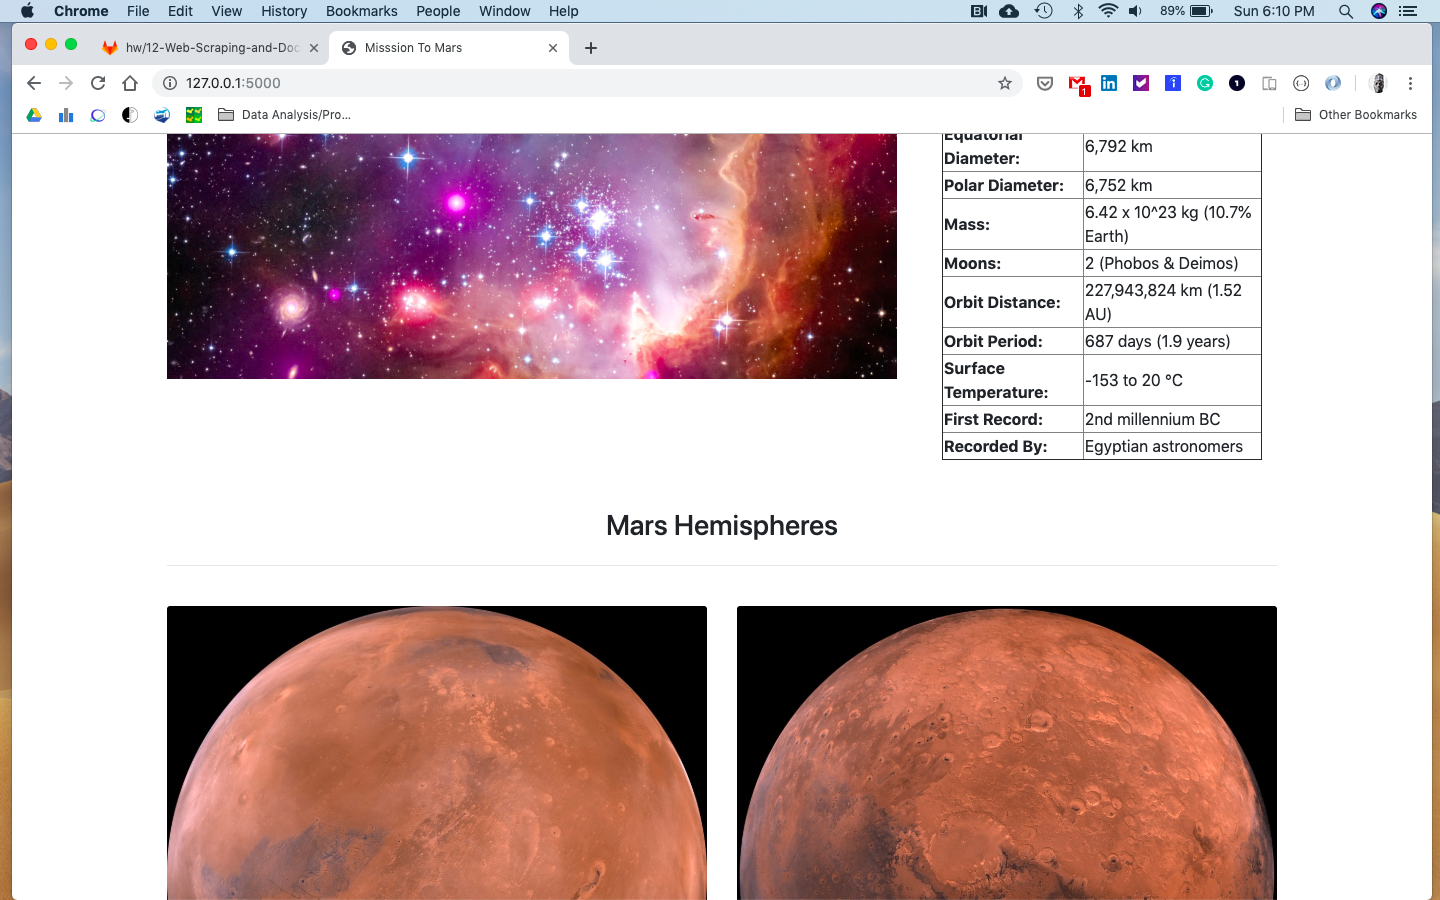 Chrome File Edit View History Bookmarks People Window Help 89% Sun 6:10 PM
hw/12-Web-Scraping-and-Doc Misssion To Mars
127.0.0.1:5000
1
Data Analysis/Pro... Other Bookmarks
Equatorial
Diameter: 6,792 km
Polar Diameter: 6,752 km
Mass: 6.42 x 10^23 kg (10.7%
Earth)
Moons: 2 (Phobos & Deimos)
Orbit Distance: 227,943,824 km (1.52
AU)
Orbit Period: 687 days (1.9 years)
Surface
Temperature: -153 to 20 °C
First Record: 2nd millennium BC
Recorded By: Egyptian astronomers
Mars Hemispheres